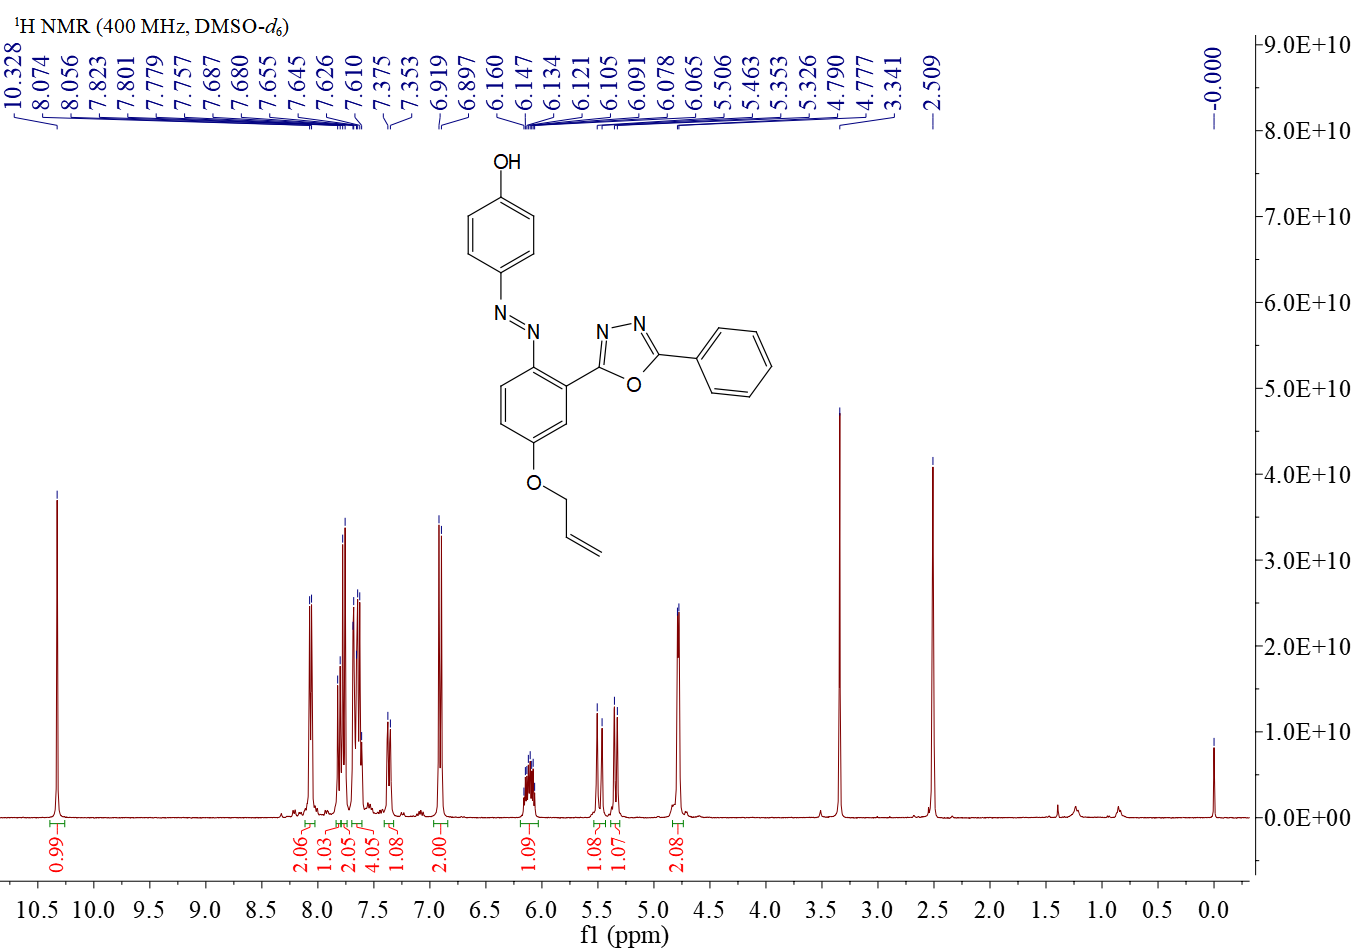 ¹H NMR (400 MHz, DMSO-d₆)
10.328
8.074
8.056
7.823
7.801
7.779
7.757
7.687
7.680
7.655
7.645
7.626
7.610
7.375
7.353
6.919
6.897
6.160
6.147
6.134
6.121
6.105
6.091
6.078
6.065
5.506
5.463
5.353
5.326
4.790
4.777
3.341
2.509
-0.000
9.0E+10
8.0E+10
7.0E+10
6.0E+10
5.0E+10
4.0E+10
3.0E+10
2.0E+10
1.0E+10
0.0E+00
OH
N
N
N
N
O
O
0.99
2.06
1.03
2.05
4.05
1.08
2.00
1.09
1.08
1.07
2.08
10.5 10.0 9.5 9.0 8.5 8.0 7.5 7.0 6.5 6.0 5.5 5.0 4.5 4.0 3.5 3.0 2.5 2.0 1.5 1.0 0.5 0.0
f1 (ppm)